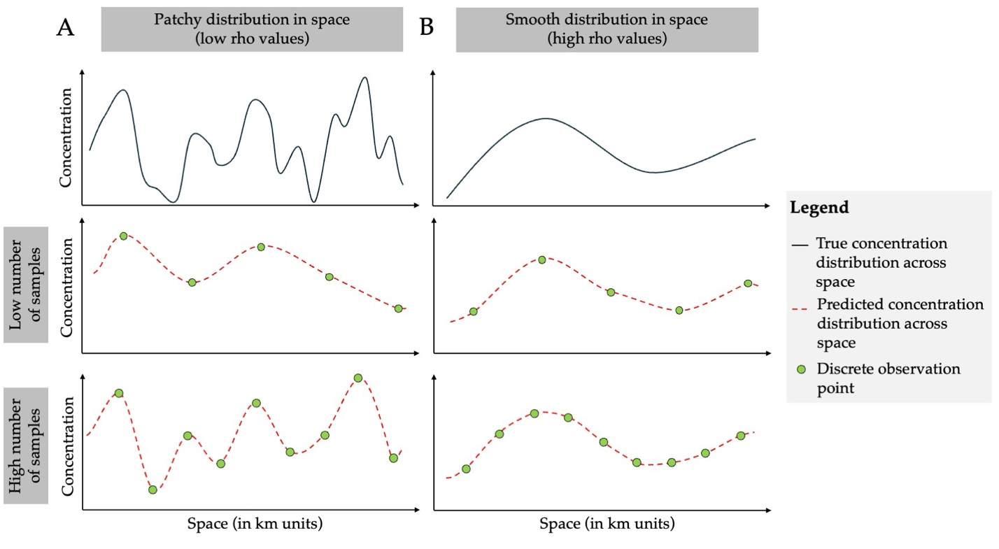 A
Patchy distribution in space
(low rho values)
B
Smooth distribution in space
(high rho values)
Concentration
Low number
of samples
Concentration
High number
of samples
Concentration
Space (in km units)
Space (in km units)
Legend
True concentration
distribution across
space
Predicted concentration
distribution across
space
Discrete observation
point